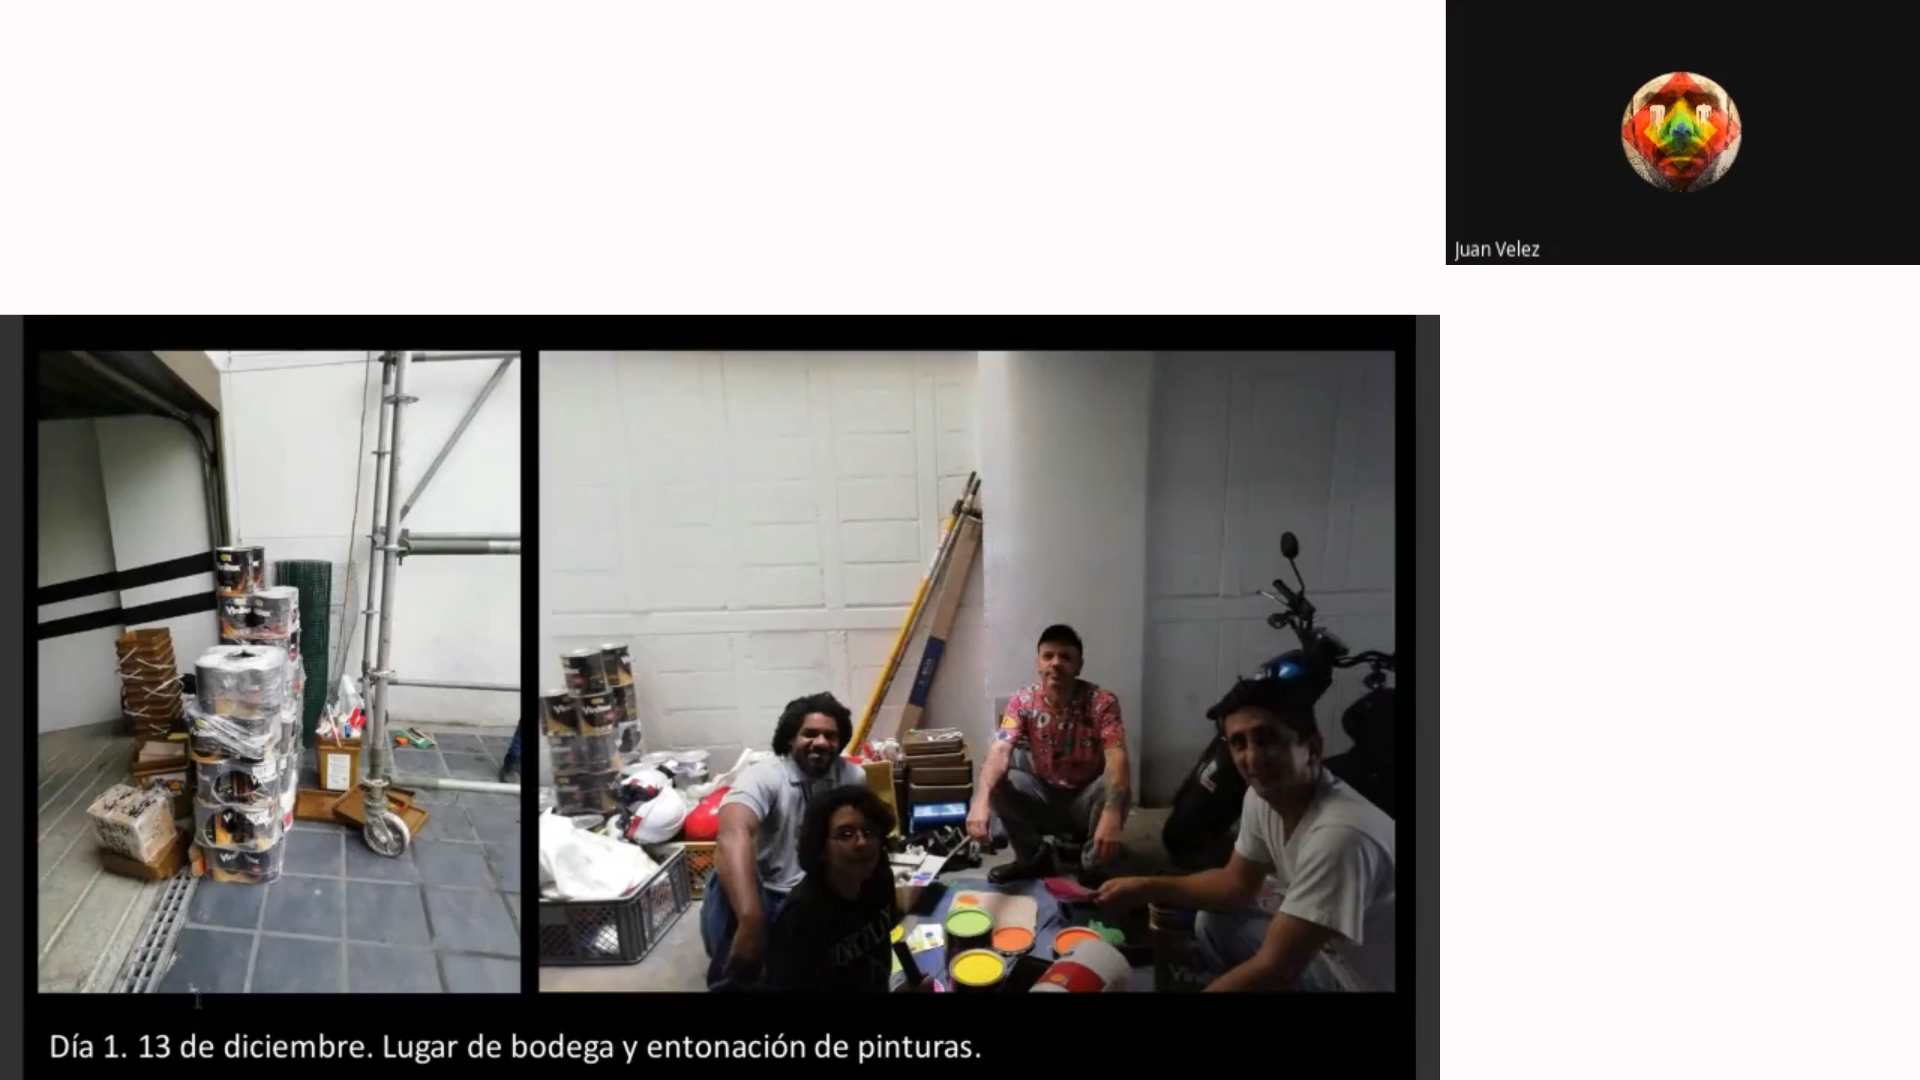 Juan Velez
Día 1. 13 de diciembre. Lugar de bodega y entonación de pinturas.